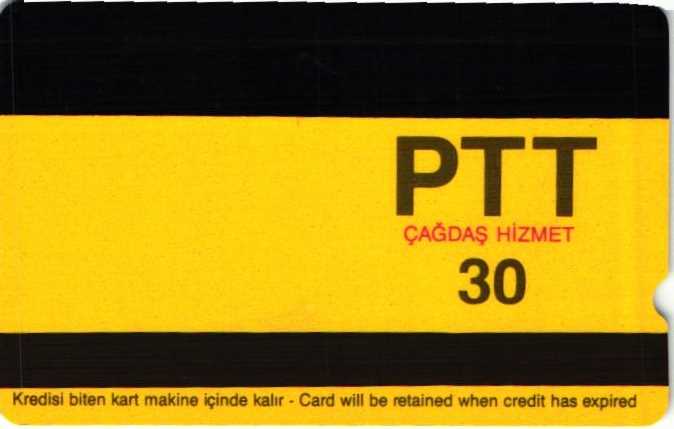 PTT
ÇAĞDAŞ HİZMET
30
Kredisi biten kart makine içinde kalır - Card will be retained when credit has expired